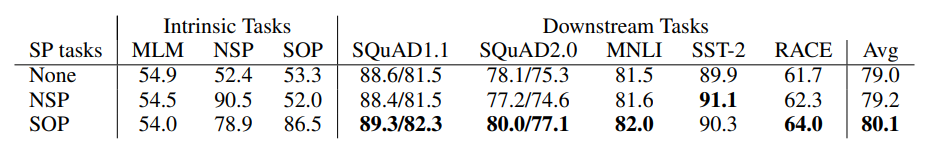 Intrinsic Tasks Downstream Tasks
SP tasks MLM NSP SOP SQuAD1.1 SQuAD2.0 MNLI SST-2 RACE Avg
None 54.9 52.4 53.3 88.6/81.5 78.1/75.3 81.5 89.9 61.7 79.0
NSP 54.5 90.5 52.0 88.4/81.5 77.2/74.6 81.6 91.1 62.3 79.2
SOP 54.0 78.9 86.5 89.3/82.3 80.0/77.1 82.0 90.3 64.0 80.1